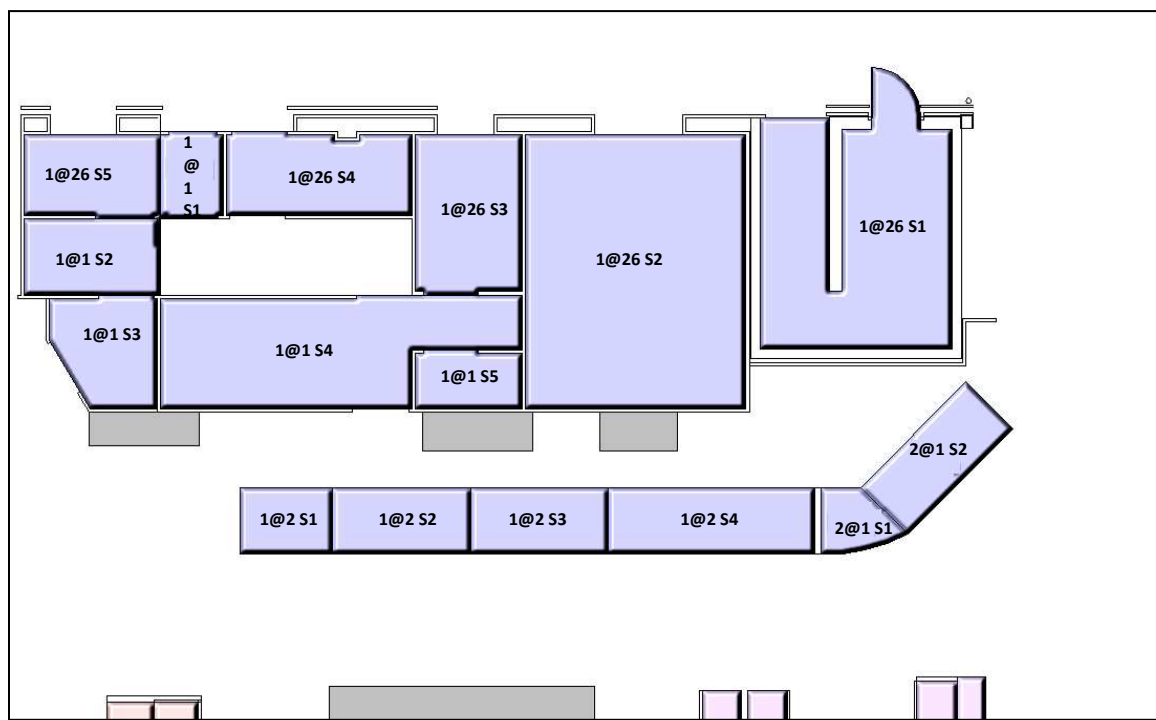 1@26 S5
1
@
1
S1
1@26 S4
1@26 S3
1@26 S2
1@26 S1
1@1 S2
1@1 S3
1@1 S4
1@1 S5
2@1 S2
1@2 S1
1@2 S2
1@2 S3
1@2 S4
2@1 S1